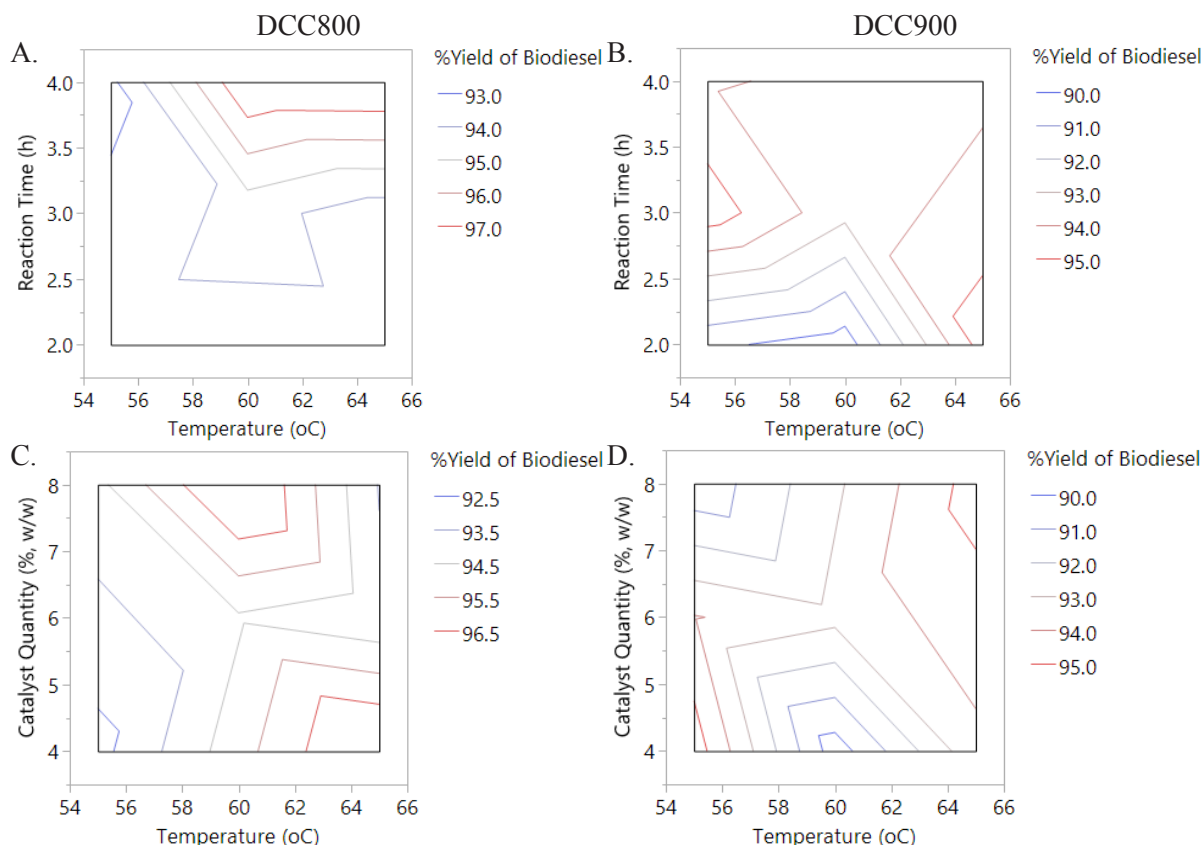 DCC800
DCC900
A.
%Yield of Biodiesel
93.0
94.0
95.0
96.0
97.0
Reaction Time (h)
4.0
3.5
3.0
2.5
2.0
54 56 58 60 62 64 66
Temperature (oC)
B.
%Yield of Biodiesel
90.0
91.0
92.0
93.0
94.0
95.0
Reaction Time (h)
4.0
3.5
3.0
2.5
2.0
54 56 58 60 62 64 66
Temperature (oC)
C.
%Yield of Biodiesel
92.5
93.5
94.5
95.5
96.5
Catalyst Quantity (%, w/w)
8
7
6
5
4
54 56 58 60 62 64 66
Temperature (oC)
D.
%Yield of Biodiesel
90.0
91.0
92.0
93.0
94.0
95.0
Catalyst Quantity (%, w/w)
8
7
6
5
4
54 56 58 60 62 64 66
Temperature (oC)